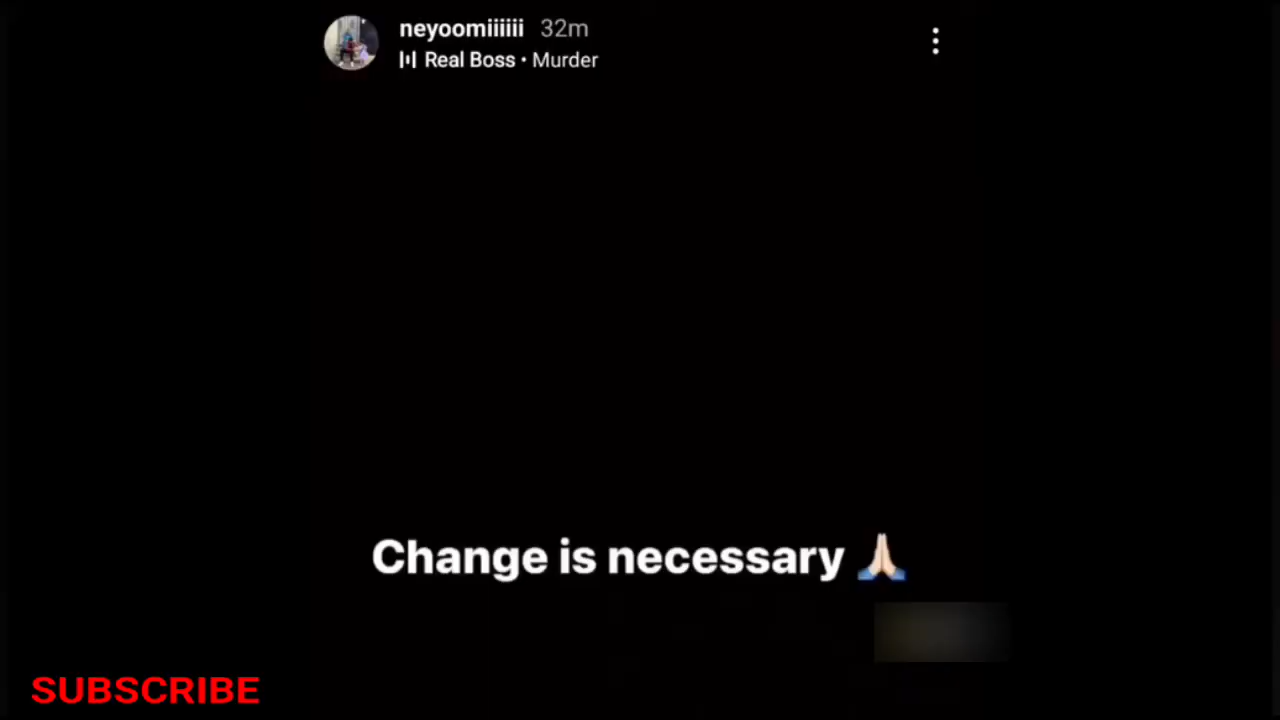 neyoomiiiiii 32m
Real Boss • Murder
Change is necessary 🙏🏻
SUBSCRIBE